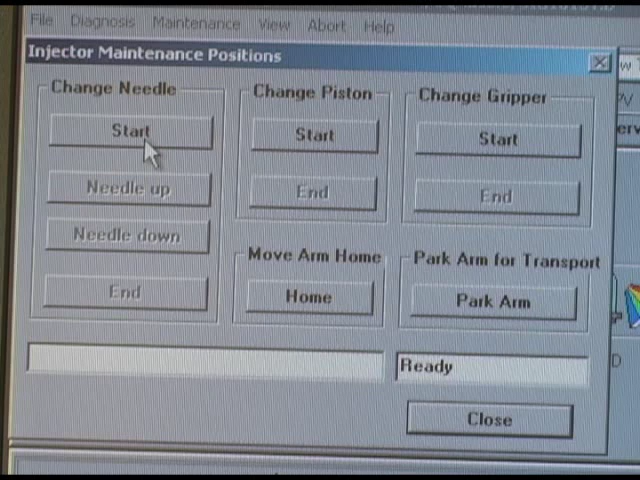 File Diagnosis Maintenance View Abort Help
Injector Maintenance Positions
Change Needle
Start
Needle up
Needle down
End
Change Piston
Start
End
Change Gripper
Start
End
Move Arm Home
Home
Park Arm for Transport
Park Arm
Ready
Close